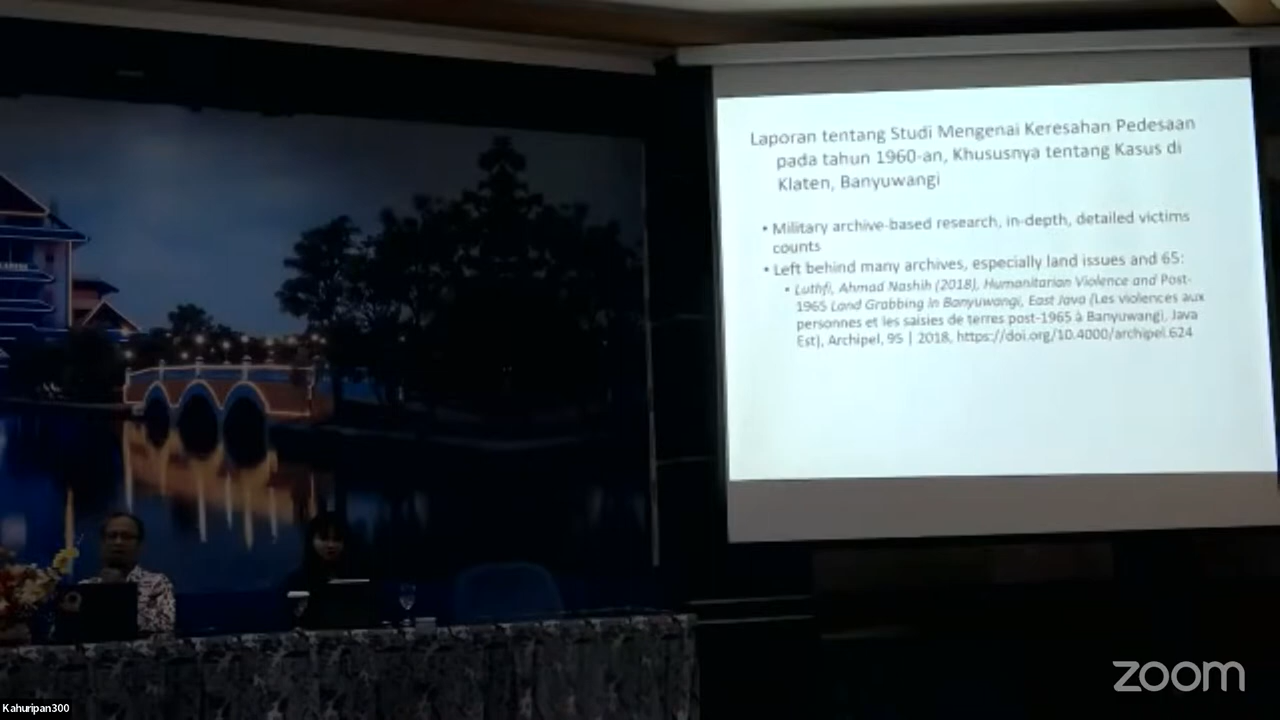 Laporan tentang Studi Mengenai Keresahan Pedesaan
pada tahun 1960-an, Khususnya tentang Kasus di
Klaten, Banyuwangi
• Military archive-based research, in-depth, detailed victims
counts
• Left behind many archives, especially land issues and 65:
• Luthfi, Ahmad Nashih (2018), Humanitarian Violence and Post-
1965 Land Grabbing in Banyuwangi, East Java (Les violences aux
personnes et les saisies de terres post-1965 à Banyuwangi, Java
Est), Archipel, 95 | 2018, https://doi.org/10.4000/archipel.624
zoom
Kahuripan300